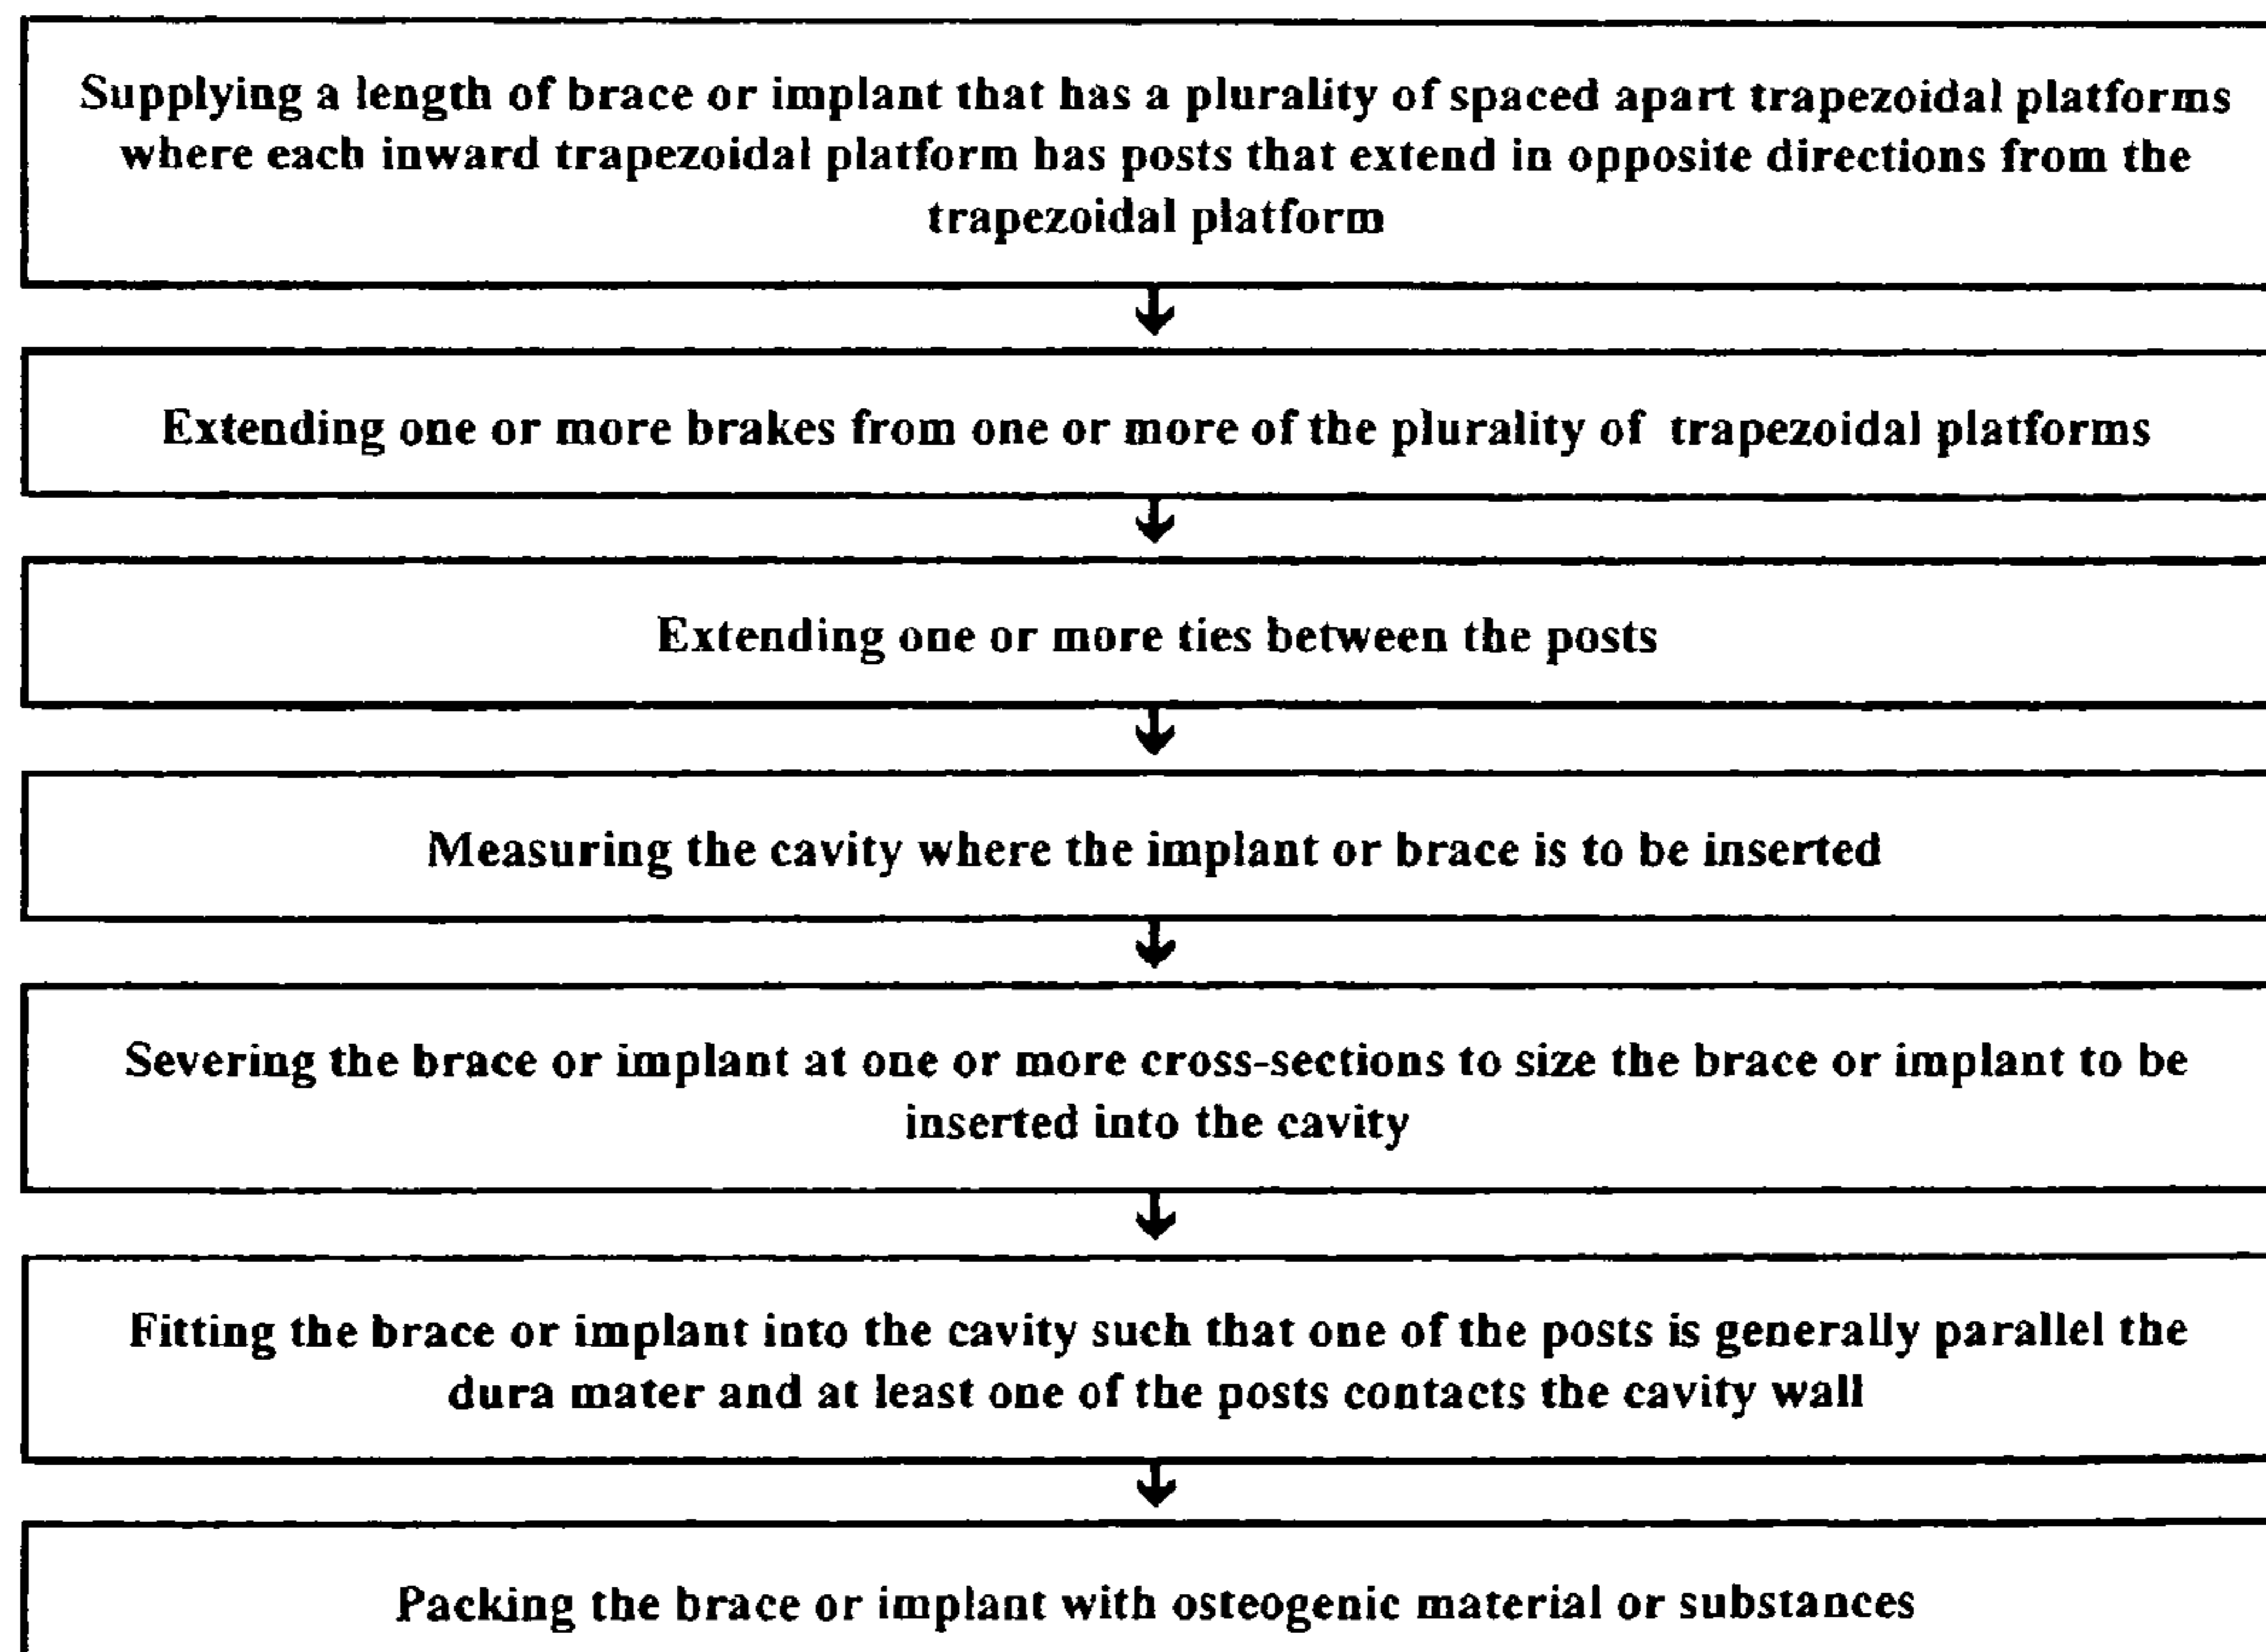 Supplying a length of brace or implant that has a plurality of spaced apart trapezoidal platforms
where each inward trapezoidal platform has posts that extend in opposite directions from the
trapezoidal platform
Extending one or more brakes from one or more of the plurality of trapezoidal platforms
Extending one or more ties between the posts
Measuring the cavity where the implant or brace is to be inserted
Severing the brace or implant at one or more cross-sections to size the brace or implant to be
inserted into the cavity
Fitting the brace or implant into the cavity such that one of the posts is generally parallel the
dura mater and at least one of the posts contacts the cavity wall
Packing the brace or implant with osteogenic material or substances